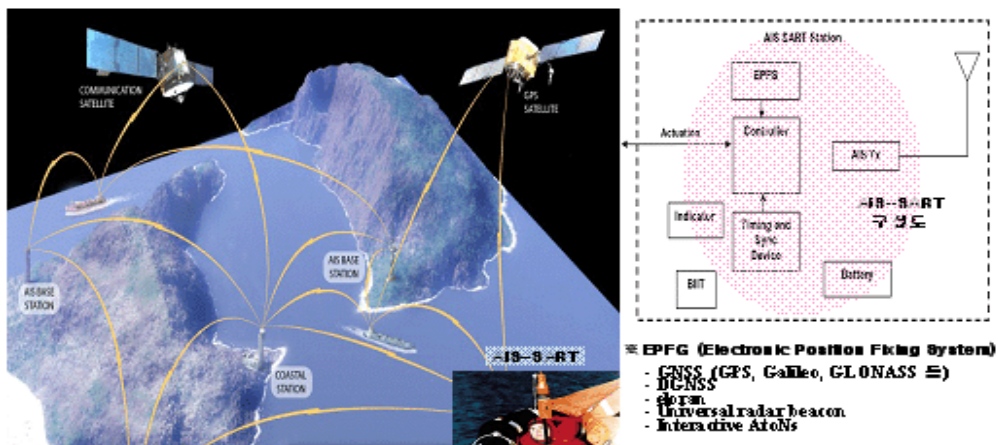 COMMUNICATION
SATELLITE
GPS
SATELLITE
AIS BASE
STATION
AIS BASE
STATION
COASTAL
STATION
AIS SART Station
EPFS
Actuation
Controller
AIS Tx
Indicator
Timing and
Sync
Device
BIIT
Battery
구성도
※ EPFG (Electronic Position Fixing System)
- GNSS (GPS, Galileo, GLONASS 등)
- DGNSS
- eloran
- Universal radar beacon
- Interactive AtoNs